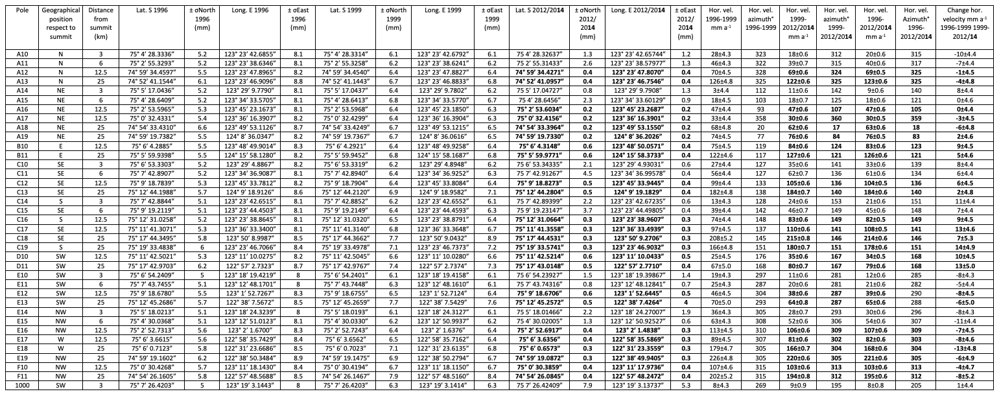 Pole Geographical position respect to summit Distance from summit (km) Lat. S 1996 ± σNorth 1996 (mm) Long. E 1996 ± σEast 1996 (mm) Lat. S 1999 ± σNorth 1999 (mm) Long. E 1999 ± σEast 1999 (mm) Lat. S 2012/2014 ± σNorth 2012/2014 (mm) Long. E 2012/2014 ± σEast 2012/2014 (mm) Hor. vel. 1996-1999 mm a-1 Hor. vel. azimuth° 1996-1999 Hor. vel. 1999-2012/2014 mm a-1 Hor. vel. azimuth° 1999-2012/2014 Hor. vel. 1996-2012/2014 mm a-1 Hor. vel. Azimuth° 1996-2012/2014 Change hor. velocity mm a-1 1996-1999 1999-2012/14
A10 N 3 75° 4′ 28.3336″ 5.2 123° 23′ 42.6855″ 8.1 75° 4′ 28.3314″ 6.1 123° 23′ 42.6792″ 6.1 75 4′ 28.32637″ 1.3 123° 23′ 42.65744″ 1.2 28±4.3 323 18±0.6 312 20±0.6 315 -10±4.4
A11 N 6 75° 2′ 55.3293″ 5.2 123° 23′ 38.6346″ 8.1 75° 2′ 55.3258″ 6.2 123° 23′ 38.6241″ 6.2 75 2′ 55.31433″ 2.6 123° 23′ 38.57977″ 1.3 46±4.3 322 39±0.7 315 40±0.6 317 -7±4.4
A12 N 12.5 74° 59′ 34.4597″ 5.5 123° 23′ 47.8965″ 8.2 74° 59′ 34.4540″ 6.4 123° 23′ 47.8827″ 6.4 74° 59′ 34.4271″ 0.4 123° 23′ 47.8070″ 0.4 70±4.5 328 69±0.6 324 69±0.5 325 -1±4.5
A13 N 25 74° 52′ 41.1544″ 6.1 123° 23′ 46.9096″ 8.8 74° 52′ 41.1443″ 6.7 123° 23′ 46.8833″ 6.8 74° 52′ 41.0957″ 0.4 123° 23′ 46.7546″ 0.4 126±4.8 325 122±0.6 325 123±0.6 325 -4±4.8
A14 NE 3 75° 5′ 17.0436″ 5.2 123° 29′ 9.7790″ 8.1 75° 5′ 17.0437″ 6.4 123° 29′ 9.7802″ 6.2 75 5′ 17.04727″ 0.8 123° 29′ 9.7908″ 1.3 3±4.4 112 11±0.6 142 9±0.6 140 8±4.4
A15 NE 6 75° 4′ 28.6409″ 5.2 123° 34′ 33.5705″ 8.1 75° 4′ 28.6413″ 6.8 123° 34′ 33.5770″ 6.7 75 4′ 28.6456″ 2.3 123° 34′ 33.60129″ 0.9 18±4.5 103 18±0.7 125 18±0.6 121 0±4.6
A16 NE 12.5 75° 2′ 53.5965″ 5.3 123° 45′ 23.1673″ 8.1 75° 2′ 53.5968″ 6.4 123° 45′ 23.1850″ 6.3 75° 2′ 53.6034″ 0.2 123° 45′ 23.2687″ 0.2 47±4.4 93 47±0.6 107 47±0.6 105 0±4.4
A17 NE 12.5 75° 0′ 32.4331″ 5.4 123° 36′ 16.3907″ 8.2 75° 0′ 32.4299″ 6.4 123° 36′ 16.3904″ 6.3 75° 0′ 32.4156″ 0.2 123° 36′ 16.3901″ 0.2 33±4.4 358 30±0.6 360 30±0.5 359 -3±4.5
A18 NE 25 74° 54′ 33.4310″ 6.6 123° 49′ 53.1126″ 8.7 74° 54′ 33.4249″ 6.7 123° 49′ 53.1215″ 6.5 74° 54′ 33.3964″ 0.2 123° 49′ 53.1550″ 0.2 68±4.8 20 62±0.6 17 63±0.6 18 -6±4.8
A19 NE 25 74° 59′ 19.7382″ 5.5 124° 8′ 36.0347″ 8.2 74° 59′ 19.7367″ 6.4 124° 8′ 36.0616″ 6.5 74° 59′ 19.7330″ 0.2 124° 8′ 36.2026″ 0.2 74±4.5 77 76±0.6 84 76±0.5 83 2±4.6
B10 E 12.5 75° 6′ 4.2885″ 5.5 123° 48′ 49.9014″ 8.3 75° 6′ 4.2921″ 6.4 123° 48′ 49.9258″ 6.4 75° 6′ 4.3148″ 0.6 123° 48′ 50.0571″ 0.4 75±4.5 119 84±0.6 124 83±0.6 123 9±4.5
B11 E 25 75° 5′ 59.9398″ 5.5 124° 15′ 58.1280″ 8.2 75° 5′ 59.9452″ 6.8 124° 15′ 58.1687″ 6.8 75° 5′ 59.9771″ 0.6 124° 15′ 58.3733″ 0.4 122±4.6 117 127±0.6 121 126±0.6 121 5±4.6
C10 SE 3 75° 6′ 53.3303″ 5.2 123° 29′ 4.8867″ 8.2 75° 6′ 53.3319″ 6.2 123° 29′ 4.8948″ 6.2 75 6′ 53.34335″ 2.1 123° 29′ 4.93031″ 0.6 27±4.4 127 35±0.6 141 33±0.6 139 8±4.4
C11 SE 6 75° 7′ 42.8907″ 5.2 123° 34′ 36.9087″ 8.1 75° 7′ 42.8940″ 6.4 123° 34′ 36.9252″ 6.3 75 7′ 42.91267″ 4.5 123° 34′ 36.99578″ 0.4 56±4.4 127 62±0.7 136 61±0.6 134 6±4.4
C12 SE 12.5 75° 9′ 18.7839″ 5.3 123° 45′ 33.7812″ 8.2 75° 9′ 18.7904″ 6.4 123° 45′ 33.8084″ 6.4 75° 9′ 18.8273″ 0.5 123° 45′ 33.9445″ 0.4 99±4.4 133 105±0.6 136 104±0.5 136 6±4.5
C13 SE 25 75° 12′ 44.1988″ 5.7 124° 9′ 18.9126″ 8.6 75° 12′ 44.2120″ 6.9 124° 9′ 18.9582″ 7.1 75° 12′ 44.2804″ 0.5 124° 9′ 19.1829″ 0.4 182±4.8 138 184±0.7 140 184±0.6 140 2±4.8
C14 S 3 75° 7′ 42.8844″ 5.1 123° 23′ 42.6515″ 8.1 75° 7′ 42.8852″ 6.2 123° 23′ 42.6552″ 6.1 75 7′ 42.89399″ 2.2 123° 23′ 42.67235″ 0.6 13±4.3 128 24±0.6 153 21±0.6 151 11±4.4
C15 SE 6 75° 9′ 19.2119″ 5.1 123° 23′ 44.4503″ 8.1 75° 9′ 19.2149″ 6.4 123° 23′ 44.4593″ 6.3 75 9′ 19.23147″ 3.7 123° 23′ 44.49805″ 0.4 39±4.4 142 46±0.7 149 45±0.6 148 7±4.4
C16 S 12.5 75° 12′ 31.0258″ 5.2 123° 23′ 38.8645″ 8.1 75° 12′ 31.0320″ 6.5 123° 23′ 38.8791″ 6.4 75° 12′ 31.0664″ 0.3 123° 23′ 38.9607″ 0.3 74±4.4 148 83±0.6 149 82±0.5 149 9±4.5
C17 SE 12.5 75° 11′ 41.3071″ 5.3 123° 36′ 33.3400″ 8.1 75° 11′ 41.3140″ 6.8 123° 36′ 33.3648″ 6.7 75° 11′ 41.3558″ 0.3 123° 36′ 33.4939″ 0.3 97±4.5 137 110±0.6 141 108±0.5 141 13±4.6
C18 SE 25 75° 17′ 44.3495″ 5.8 123° 50′ 8.9987″ 8.5 75° 17′ 44.3662″ 7.7 123° 50′ 9.0432″ 8.9 75° 17′ 44.4531″ 0.3 123° 50′ 9.2706″ 0.3 208±5.2 145 215±0.8 146 214±0.6 146 7±5.3
C19 S 25 75° 19′ 33.4838″ 6 123° 23′ 46.7066″ 8.4 75° 19′ 33.4978″ 7.1 123° 23′ 46.7373″ 7.2 75° 19′ 33.5741″ 0.3 123° 23′ 46.9032″ 0.3 166±4.8 151 180±0.7 151 178±0.6 151 14±4.9
D10 SW 12.5 75° 11′ 42.5021″ 5.3 123° 11′ 10.0275″ 8.2 75° 11′ 42.5045″ 6.6 123° 11′ 10.0280″ 6.6 75° 11′ 42.5214″ 0.6 123° 11′ 10.0433″ 0.5 25±4.5 176 35±0.6 167 34±0.5 168 10±4.5
D11 SW 25 75° 17′ 42.9703″ 6.2 122° 57′ 2.7323″ 8.7 75° 17′ 42.9767″ 7.4 122° 57′ 2.7374″ 7.3 75° 17′ 43.0148″ 0.5 122° 57′ 2.7710″ 0.4 67±5.0 168 80±0.7 167 79±0.6 168 13±5.0
E10 SW 3 75° 6′ 54.2409″ 5 123° 18′ 19.4219″ 8 75° 6′ 54.2401″ 6.1 123° 18′ 19.4158″ 6.1 75 6′ 54.23927″ 1.5 123° 18′ 19.39867″ 1.4 19±4.3 297 11±0.6 281 12±0.6 285 -8±4.3
E11 SW 6 75° 7′ 43.7455″ 5.1 123° 12′ 48.1701″ 8 75° 7′ 43.7448″ 6.3 123° 12′ 48.1610″ 6.1 75 7′ 43.74316″ 0.8 123° 12′ 48.12841″ 0.7 25±4.3 287 20±0.6 281 21±0.6 282 -5±4.4
E12 SW 12.5 75° 9′ 18.6780″ 5.5 123° 1′ 52.7267″ 8.3 75° 9′ 18.6755″ 6.5 123° 1′ 52.7124″ 6.4 75° 9′ 18.6706″ 0.6 123° 1′ 52.6445″ 0.5 46±4.5 304 38±0.6 287 39±0.6 290 -8±4.5
E13 SW 25 75° 12′ 45.2686″ 5.7 122° 38′ 7.5672″ 8.5 75° 12′ 45.2659″ 7.7 122° 38′ 7.5429″ 7.6 75° 12′ 45.2572″ 0.5 122° 38′ 7.4264″ 4 70±5.0 293 64±0.8 287 65±0.6 288 -6±5.0
E14 NW 3 75° 5′ 18.0213″ 5.1 123° 18′ 24.3239″ 8 75° 5′ 18.0193″ 6.1 123° 18′ 24.3127″ 6.1 75 5′ 18.01466″ 2.2 123° 18′ 24.27007″ 1.9 36±4.3 305 28±0.7 293 30±0.6 296 -8±4.3
E15 NW 6 75° 4′ 30.0368″ 5.1 123° 12′ 51.0123″ 8.1 75° 4′ 30.0330″ 6.2 123° 12′ 50.9937″ 6.2 75 4′ 30.02005″ 1.3 123° 12′ 50.92527″ 0.6 63±4.3 308 52±0.6 306 54±0.6 307 -11±4.4
E16 NW 12.5 75° 2′ 52.7313″ 5.6 123° 2′ 1.6700″ 8.3 75° 2′ 52.7243″ 6.4 123° 2′ 1.6376″ 6.4 75° 2′ 52.6917″ 0.4 123° 2′ 1.4838″ 0.3 113±4.5 310 106±0.6 309 107±0.6 309 -7±4.5
E17 W 12.5 75° 6′ 3.6615″ 5.6 122° 58′ 35.7429″ 8.4 75° 6′ 3.6562″ 6.5 122° 58′ 35.7162″ 6.4 75° 6′ 3.6356″ 0.4 122° 58′ 35.5869″ 0.3 89±4.5 307 81±0.6 302 82±0.6 303 -8±4.6
E18 W 25 75° 6′ 0.7123″ 5.8 122° 31′ 23.6686″ 8.5 75° 6′ 0.7023″ 7.1 122° 31′ 23.6135″ 6.8 75° 6′ 0.6573″ 0.4 122° 31′ 23.3559″ 0.3 179±4.7 305 166±0.7 304 168±0.6 304 -13±4.8
E19 NW 25 74° 59′ 19.1602″ 6.2 122° 38′ 50.3484″ 8.9 74° 59′ 19.1475″ 6.9 122° 38′ 50.2794″ 6.7 74° 59′ 19.0872″ 0.4 122° 38′ 49.9405″ 0.3 226±4.8 305 220±0.6 305 221±0.6 305 -6±4.9
F10 NW 12.5 75° 0′ 30.4268″ 5.7 123° 11′ 18.1430″ 8.4 75° 0′ 30.4194″ 6.7 123° 11′ 18.1150″ 6.7 75° 0′ 30.3859″ 0.4 123° 11′ 17.9736″ 0.4 107±4.6 315 103±0.6 313 103±0.6 313 -4±4.7
F11 NW 25 74° 54′ 26.1605″ 5.8 122° 57′ 48.5688″ 8.5 74° 54′ 26.1467″ 7.9 122° 57′ 48.5160″ 8.4 74° 54′ 26.0845″ 0.4 122° 57′ 48.2472″ 0.4 202±5.2 315 194±0.8 312 195±0.6 312 -8±5.2
1000 SW 3 75° 7′ 26.4203″ 5 123° 19′ 3.1443″ 8 75° 7′ 26.4203″ 6.3 123° 19′ 3.1414″ 6.3 75 7′ 26.42409″ 7.9 123° 19′ 3.13737″ 5.3 8±4.3 269 9±0.9 195 8±0.8 205 1±4.4